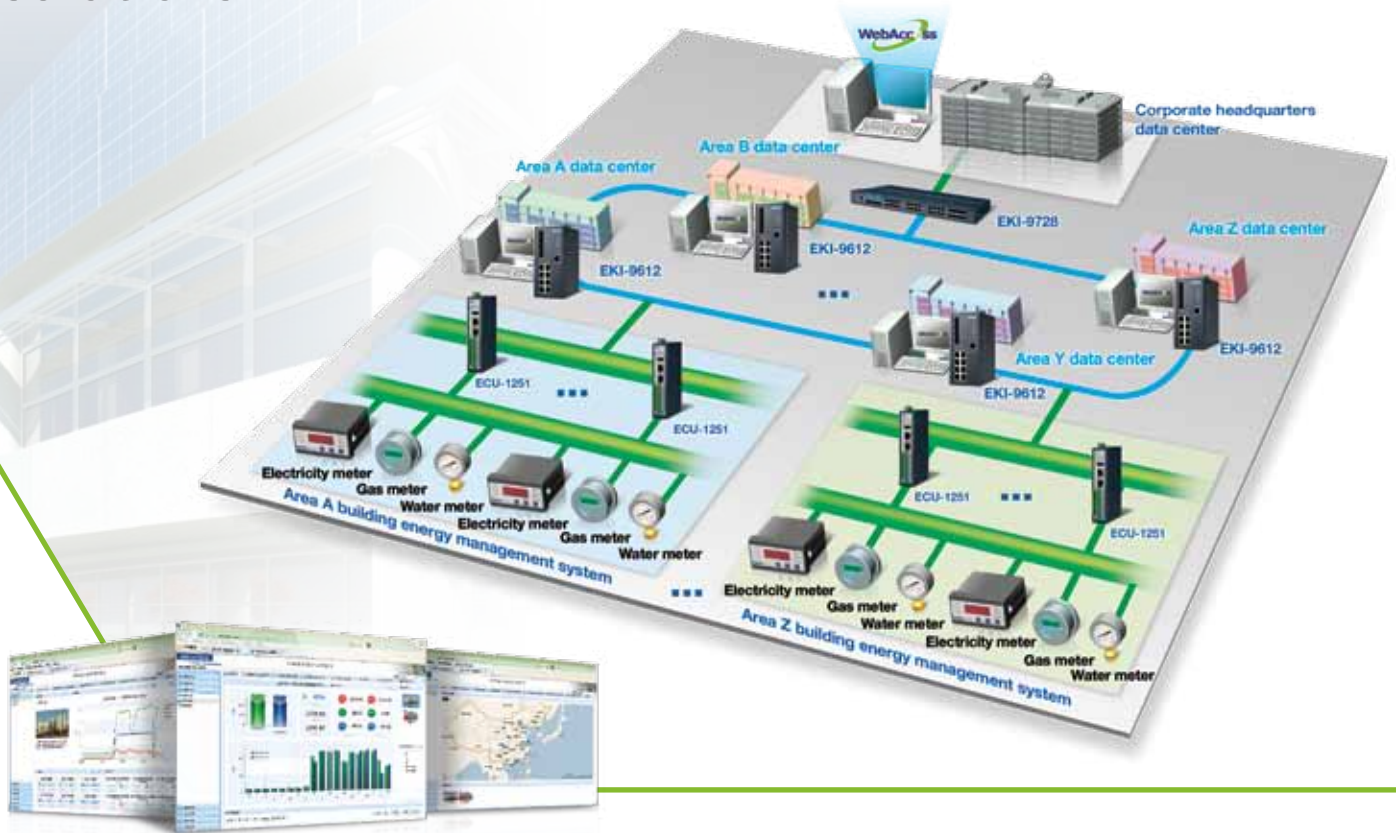 WebAccess
Corporate headquarters
data center
Area B data center
Area A data center
EKI-9728
Area Z data center
EKI-9612
EKI-9612
EKI-9612
Area Y data center
EKI-9612
ECU-1251
ECU-1251
Electricity meter
Gas meter
Water meter
Electricity meter
Gas meter
Water meter
Area A building energy management system
ECU-1251
ECU-1251
Electricity meter
Gas meter
Water meter
Electricity meter
Gas meter
Water meter
Area Z building energy management system